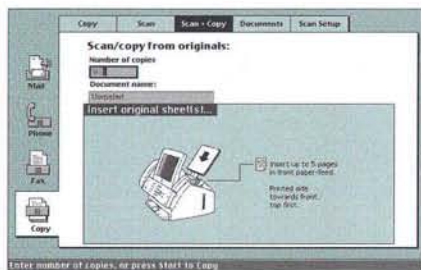 Copy Scan Scan + Copy Documents Scan Setup
Scan/copy from originals:
Number of copies
Document name:
Untitled
Insert original sheet(s)...
Mail
Phone
Fax
Copy
Insert up to 5 pages
in front paper-feed.
Printed side
towards front,
top first.
Enter number of copies, or press Start to Copy